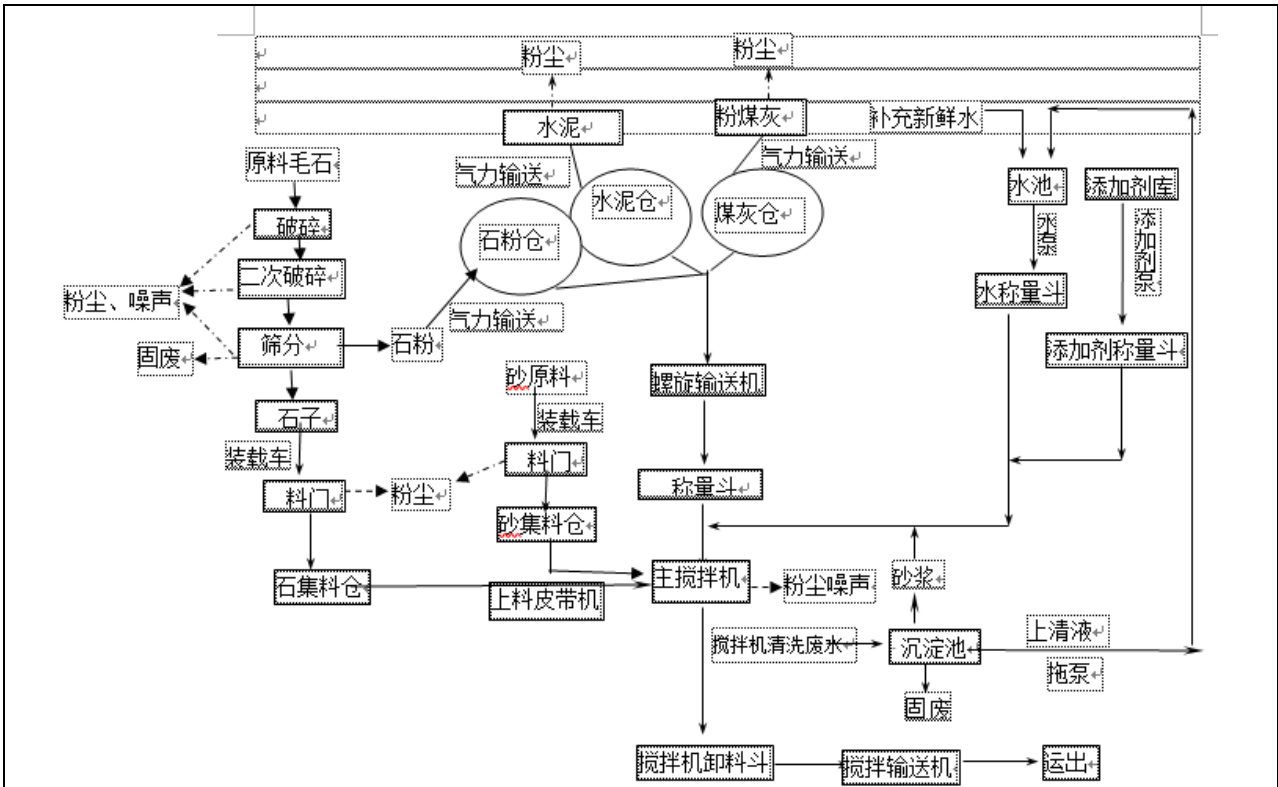 粉尘
粉尘
水泥
粉煤灰
补充新鲜水
原料毛石
气力输送
气力输送
水泥仓
煤灰仓
水池
添加剂库
破碎
石粉仓
水泵
添加剂泵
二次破碎
粉尘、噪声
水称量斗
气力输送
筛分
石粉
固废
添加剂称量斗
砂原料
螺旋输送机
石子
装载车
装载车
料门
称量斗
料门
粉尘
砂集料仓
石集料仓
主搅拌机
粉尘噪声
砂浆
上料皮带机
搅拌机清洗废水
沉淀池
上清液
拖泵
固废
搅拌机卸料斗
搅拌输送机
运出